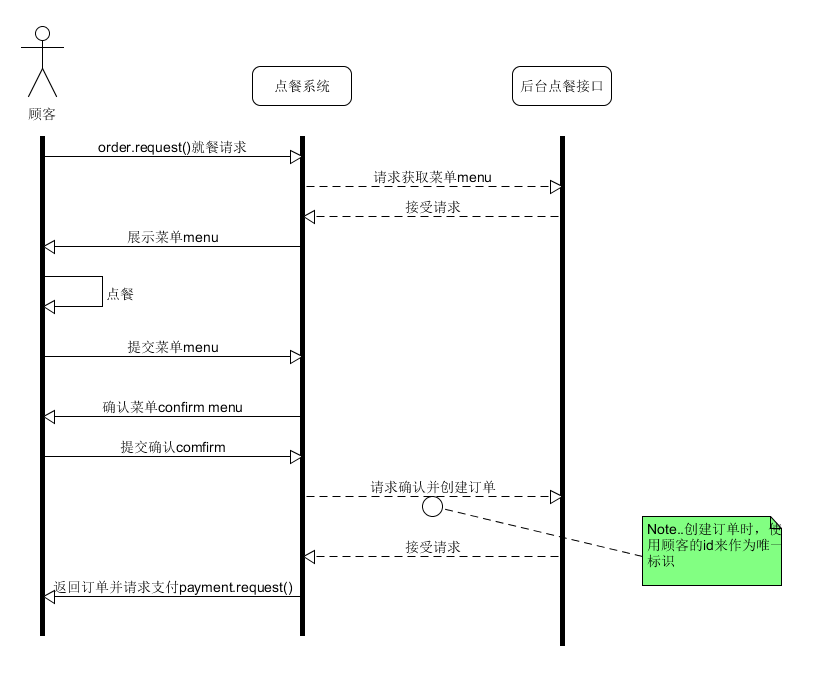 顾客
点餐系统
后台点餐接口
order.request()就餐请求
请求获取菜单menu
接受请求
展示菜单menu
点餐
提交菜单menu
确认菜单confirm menu
提交确认comfirm
请求确认并创建订单
Note..创建订单时，使
用顾客的id来作为唯一
标识
接受请求
返回订单并请求支付payment.request()